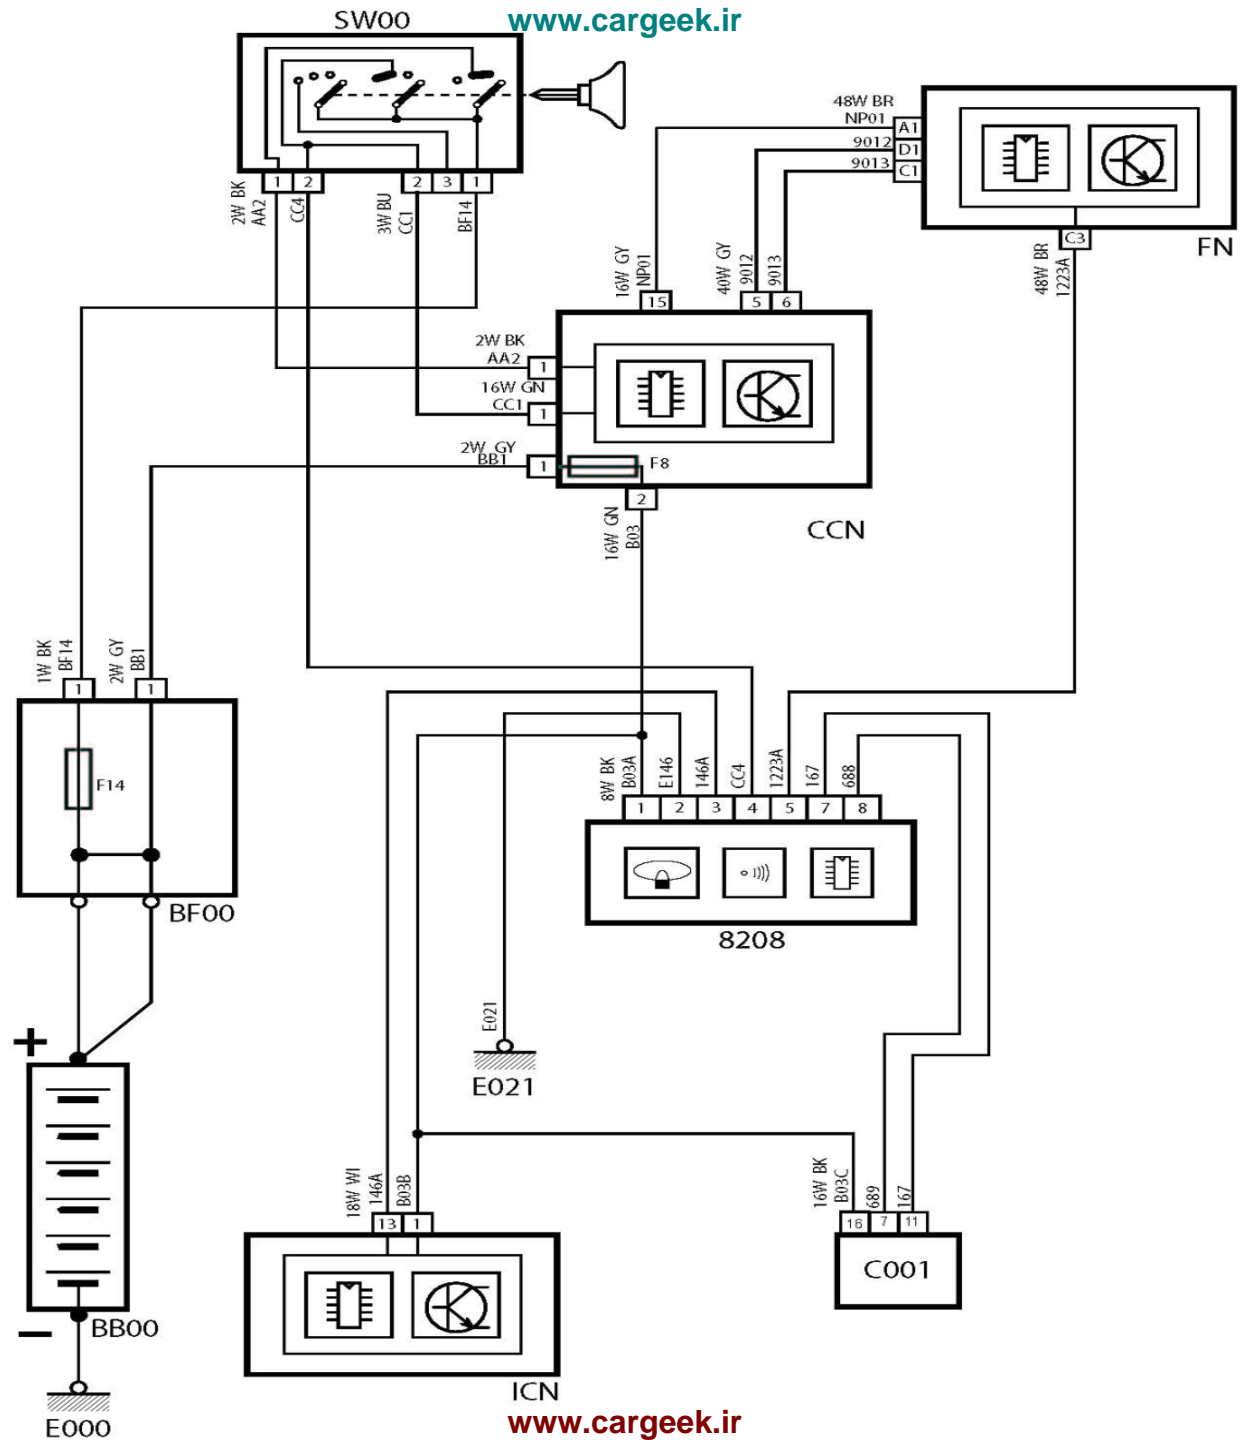 www.cargeek.ir
SW00
1
2
2
3
1
2W BK
AA2
CC4
3W BU
CC1
BF14
48W BR
NP01
A1
9012
D1
9013
C1
C3
FN
48W BR
1223A
16W GY
NP01
40W GY
9012
9013
15
5
6
2W BK
AA2
1
16W GN
CC1
1
2W GY
BB1
1
F8
2
CCN
16W GN
B03
1W BK
BF14
2W GY
BB1
1
1
F14
BF00
8W BK
B03A
E146
146A
CC4
1223A
167
688
1
2
3
4
5
7
8
8208
E021
E021
+
BB00
E000
18W WI
146A
B03B
13
1
ICN
16W BK
B03C
689
167
16
7
11
C001
www.cargeek.ir